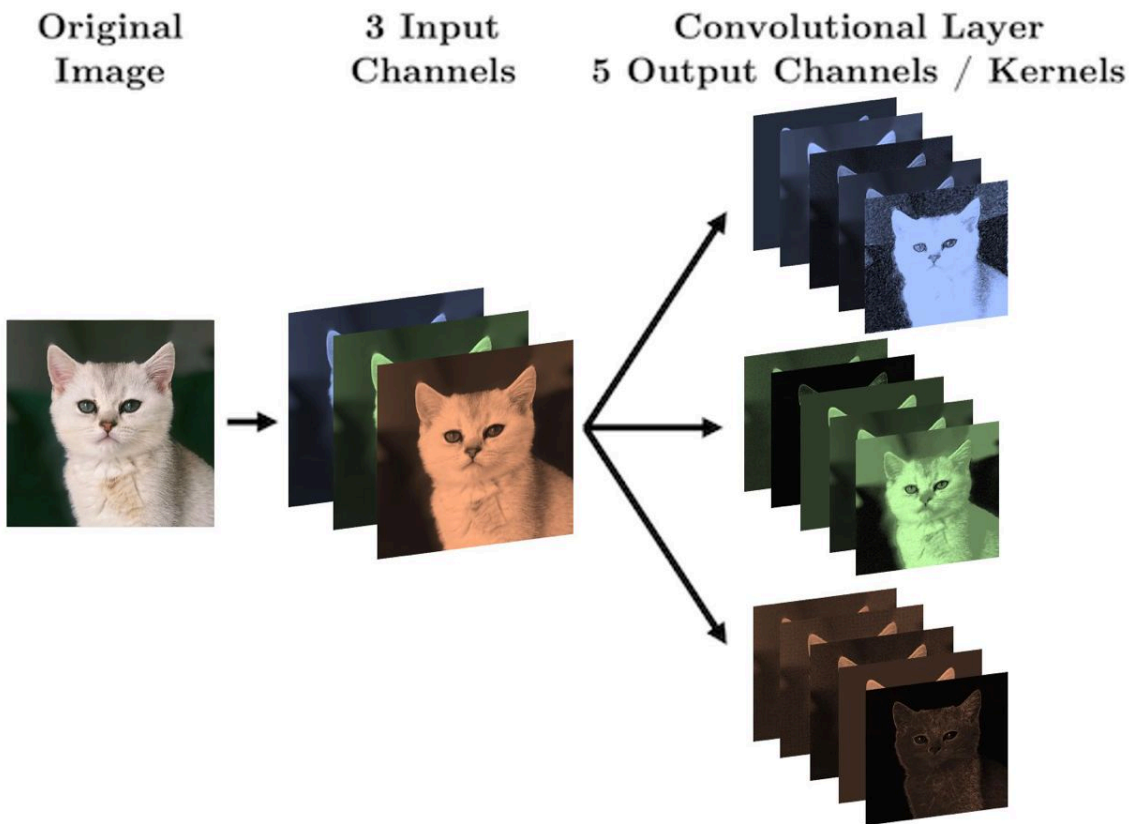 Original
Image
3 Input
Channels
Convolutional Layer
5 Output Channels / Kernels